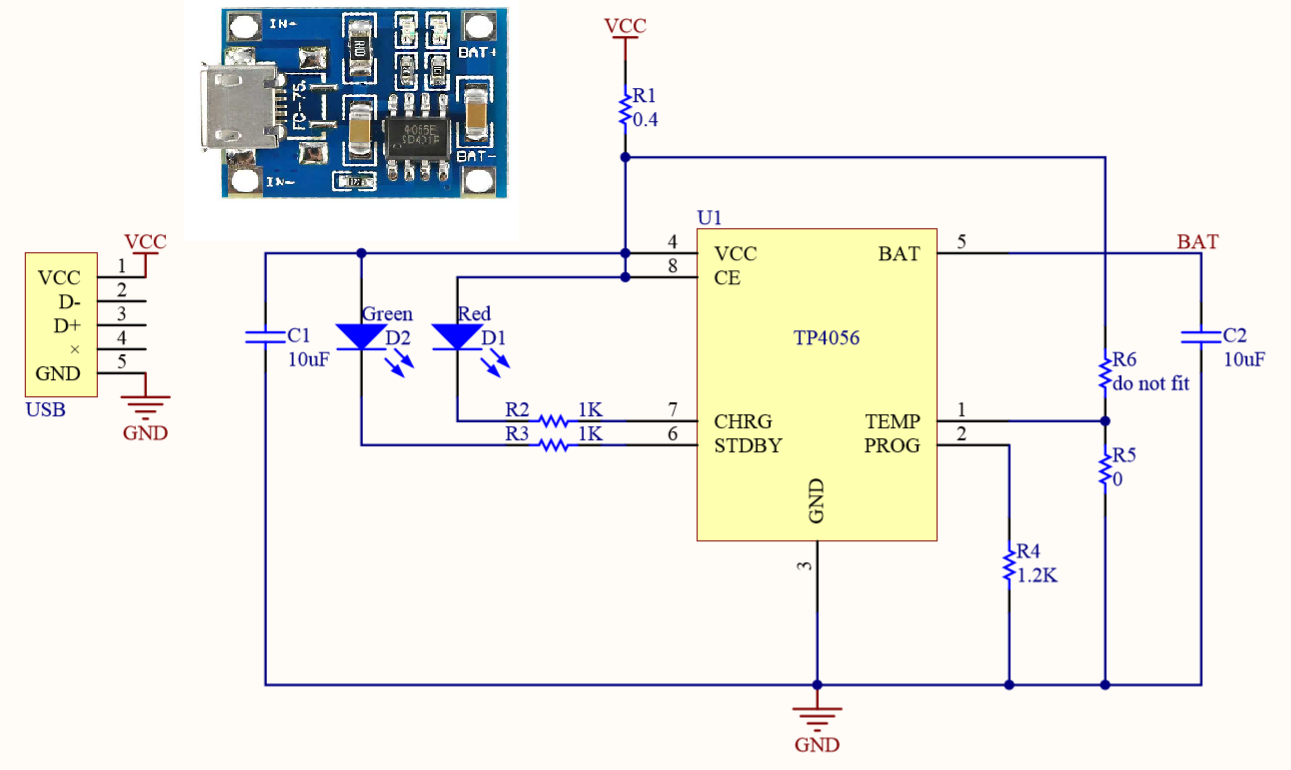 IN+
BAT+
FC-75
BAT-
IN-
VCC
R1
0.4
U1
4
VCC
8
CE
BAT
5
BAT
TP4056
VCC
VCC
1
D-
2
D+
3
×
4
GND
5
USB
GND
C1
10uF
Green
D2
Red
D1
R2
1K
7
CHRG
R3
1K
6
STDBY
TEMP
1
PROG
2
GND
3
R6
do not fit
R5
0
C2
10uF
R4
1.2K
GND